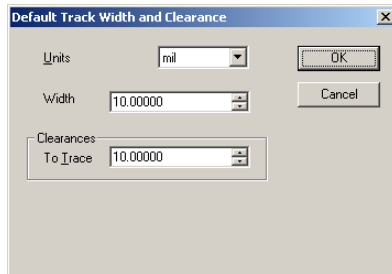 Default Track Width and Clearance
Units mil OK
Width 10.00000 Cancel
Clearances
To Trace 10.00000